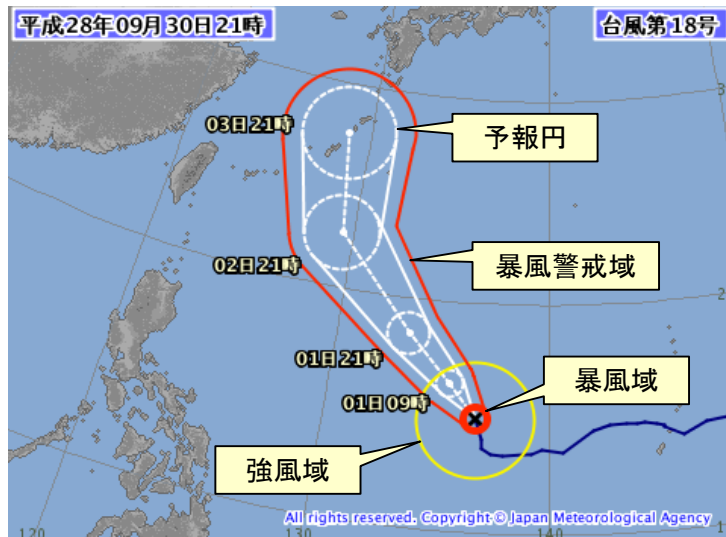 平成28年09月30日21時
台風第18号
03日21時
予報円
02日21時
暴風警戒域
01日21時
01日09時
暴風域
強風域
All rights reserved. Copyright © Japan Meteorological Agency
120
130
140